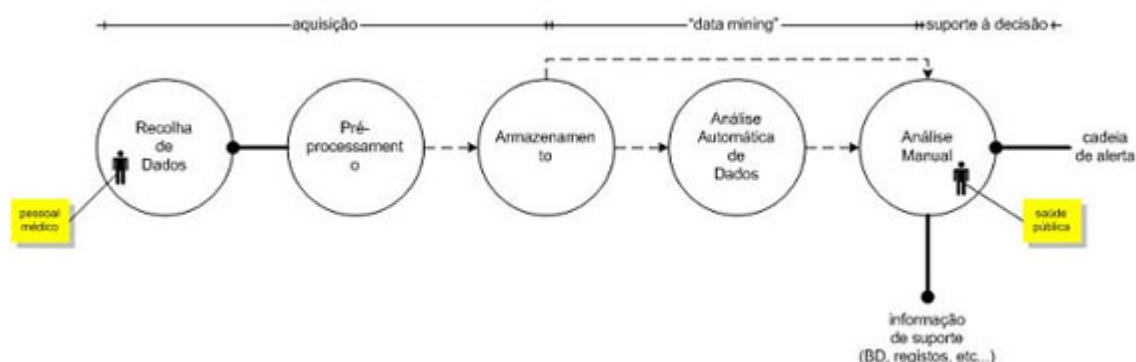 aquisição
"data mining"
suporte à decisão
Recolha
de
Dados
Pré-
processament
o
Armazenamen
to
Análise
Automática
de
Dados
Análise
Manual
cadeia
de alerta
pessoal
médico
saúde
pública
informação
de suporte
(BD, registos, etc...)